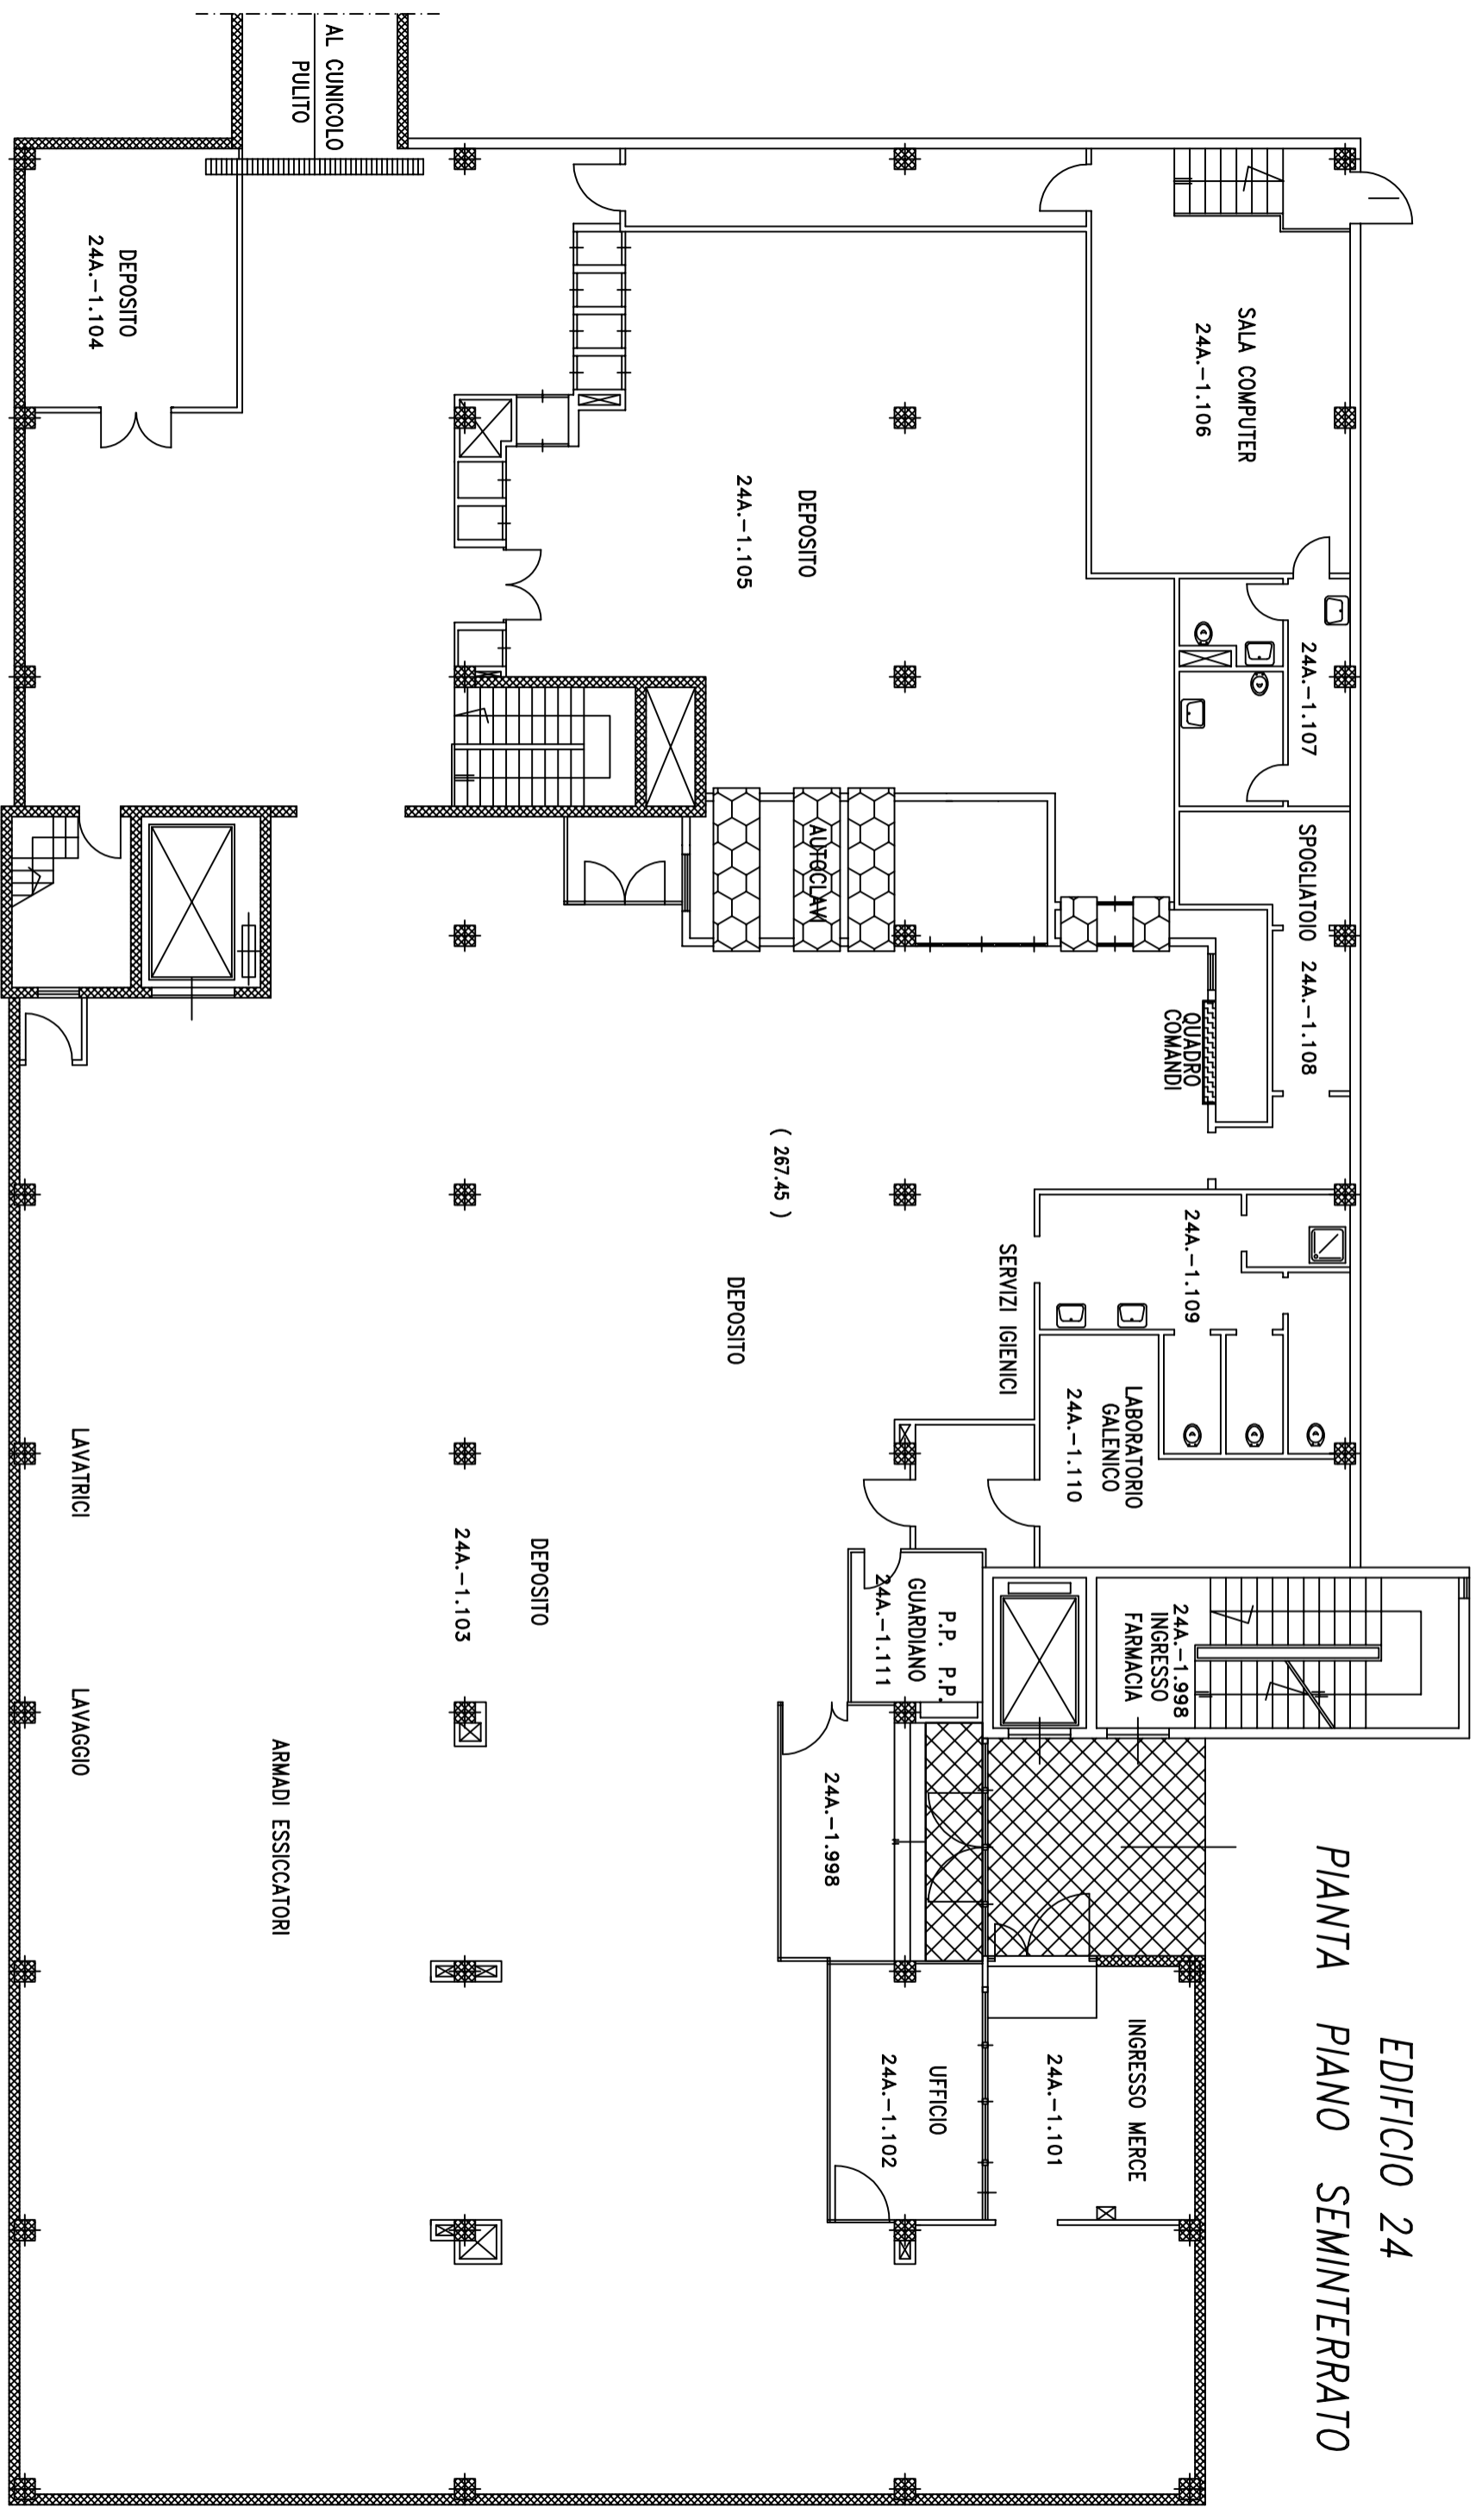 EDIFICIO 24
PIANTA PIANO SEMINTERRATO
AL CUNICOLO
PULITO
DEPOSITO
24A.-1.104
SALA COMPUTER
24A.-1.106
DEPOSITO
24A.-1.105
24A.-1.107
SPOGLIATOIO 24A.-1.108
AUTOCLAVI
QUADRO
COMANDI
( 267.45 )
DEPOSITO
SERVIZI IGIENICI
24A.-1.109
LABORATORIO
GALENICO
24A.-1.110
DEPOSITO
24A.-1.103
LAVATRICI
LAVAGGIO
ARMADI ESSICCATORI
P.P. P.P.
GUARDIANO
24A.-1.111
24A.-1.998
INGRESSO
FARMACIA
24A.-1.998
INGRESSO MERCE
24A.-1.101
UFFICIO
24A.-1.102